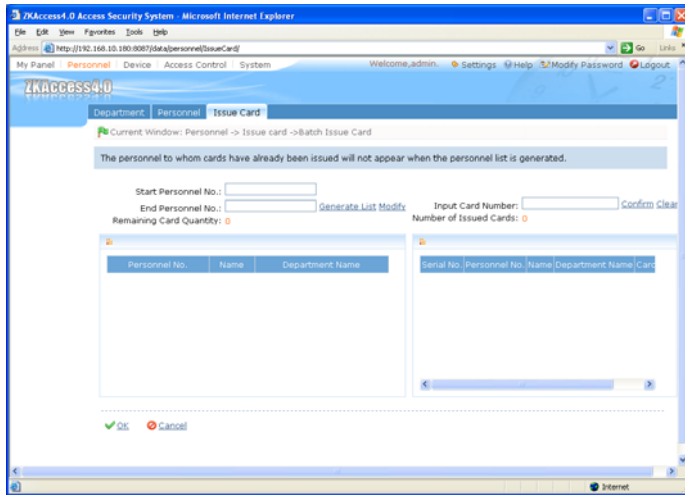 ZKAccess4.0 Access Security System - Microsoft Internet Explorer
File Edit View Favorites Tools Help
Address http://192.168.10.180:8087/data/personnel/IssueCard/ Go Links
My Panel Personnel Device Access Control System Welcome,admin. Settings Help Modify Password Logout
ZKAccess4.0
Department Personnel Issue Card
Current Window: Personnel -> Issue card ->Batch Issue Card
The personnel to whom cards have already been issued will not appear when the personnel list is generated.
Start Personnel No.:
End Personnel No.: Generate List Modify Input Card Number: Confirm Clear
Remaining Card Quantity: 0 Number of Issued Cards: 0
Personnel No. Name Department Name Serial No. Personnel No. Name Department Name Card
OK Cancel
Internet